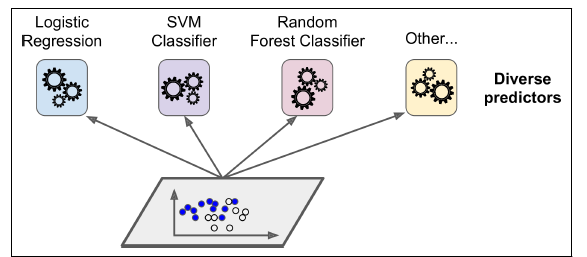 Logistic
Regression
SVM
Classifier
Random
Forest Classifier
Other...
Diverse
predictors